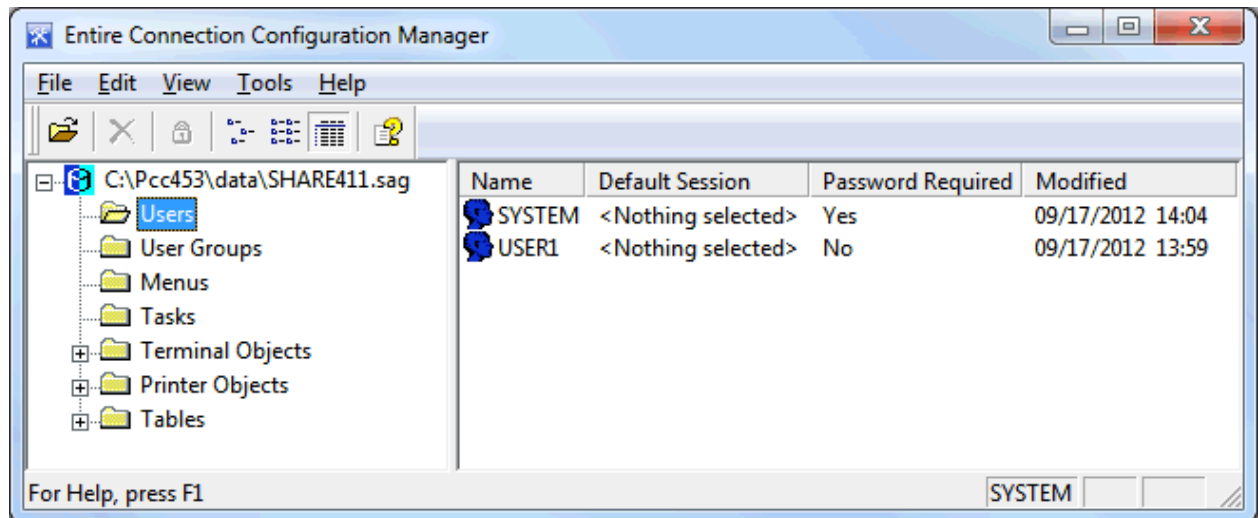 Entire Connection Configuration Manager
File Edit View Tools Help
C:\Pcc453\data\SHARE411.sag
Users
User Groups
Menus
Tasks
Terminal Objects
Printer Objects
Tables
Name Default Session Password Required Modified
SYSTEM <Nothing selected> Yes 09/17/2012 14:04
USER1 <Nothing selected> No 09/17/2012 13:59
For Help, press F1 SYSTEM